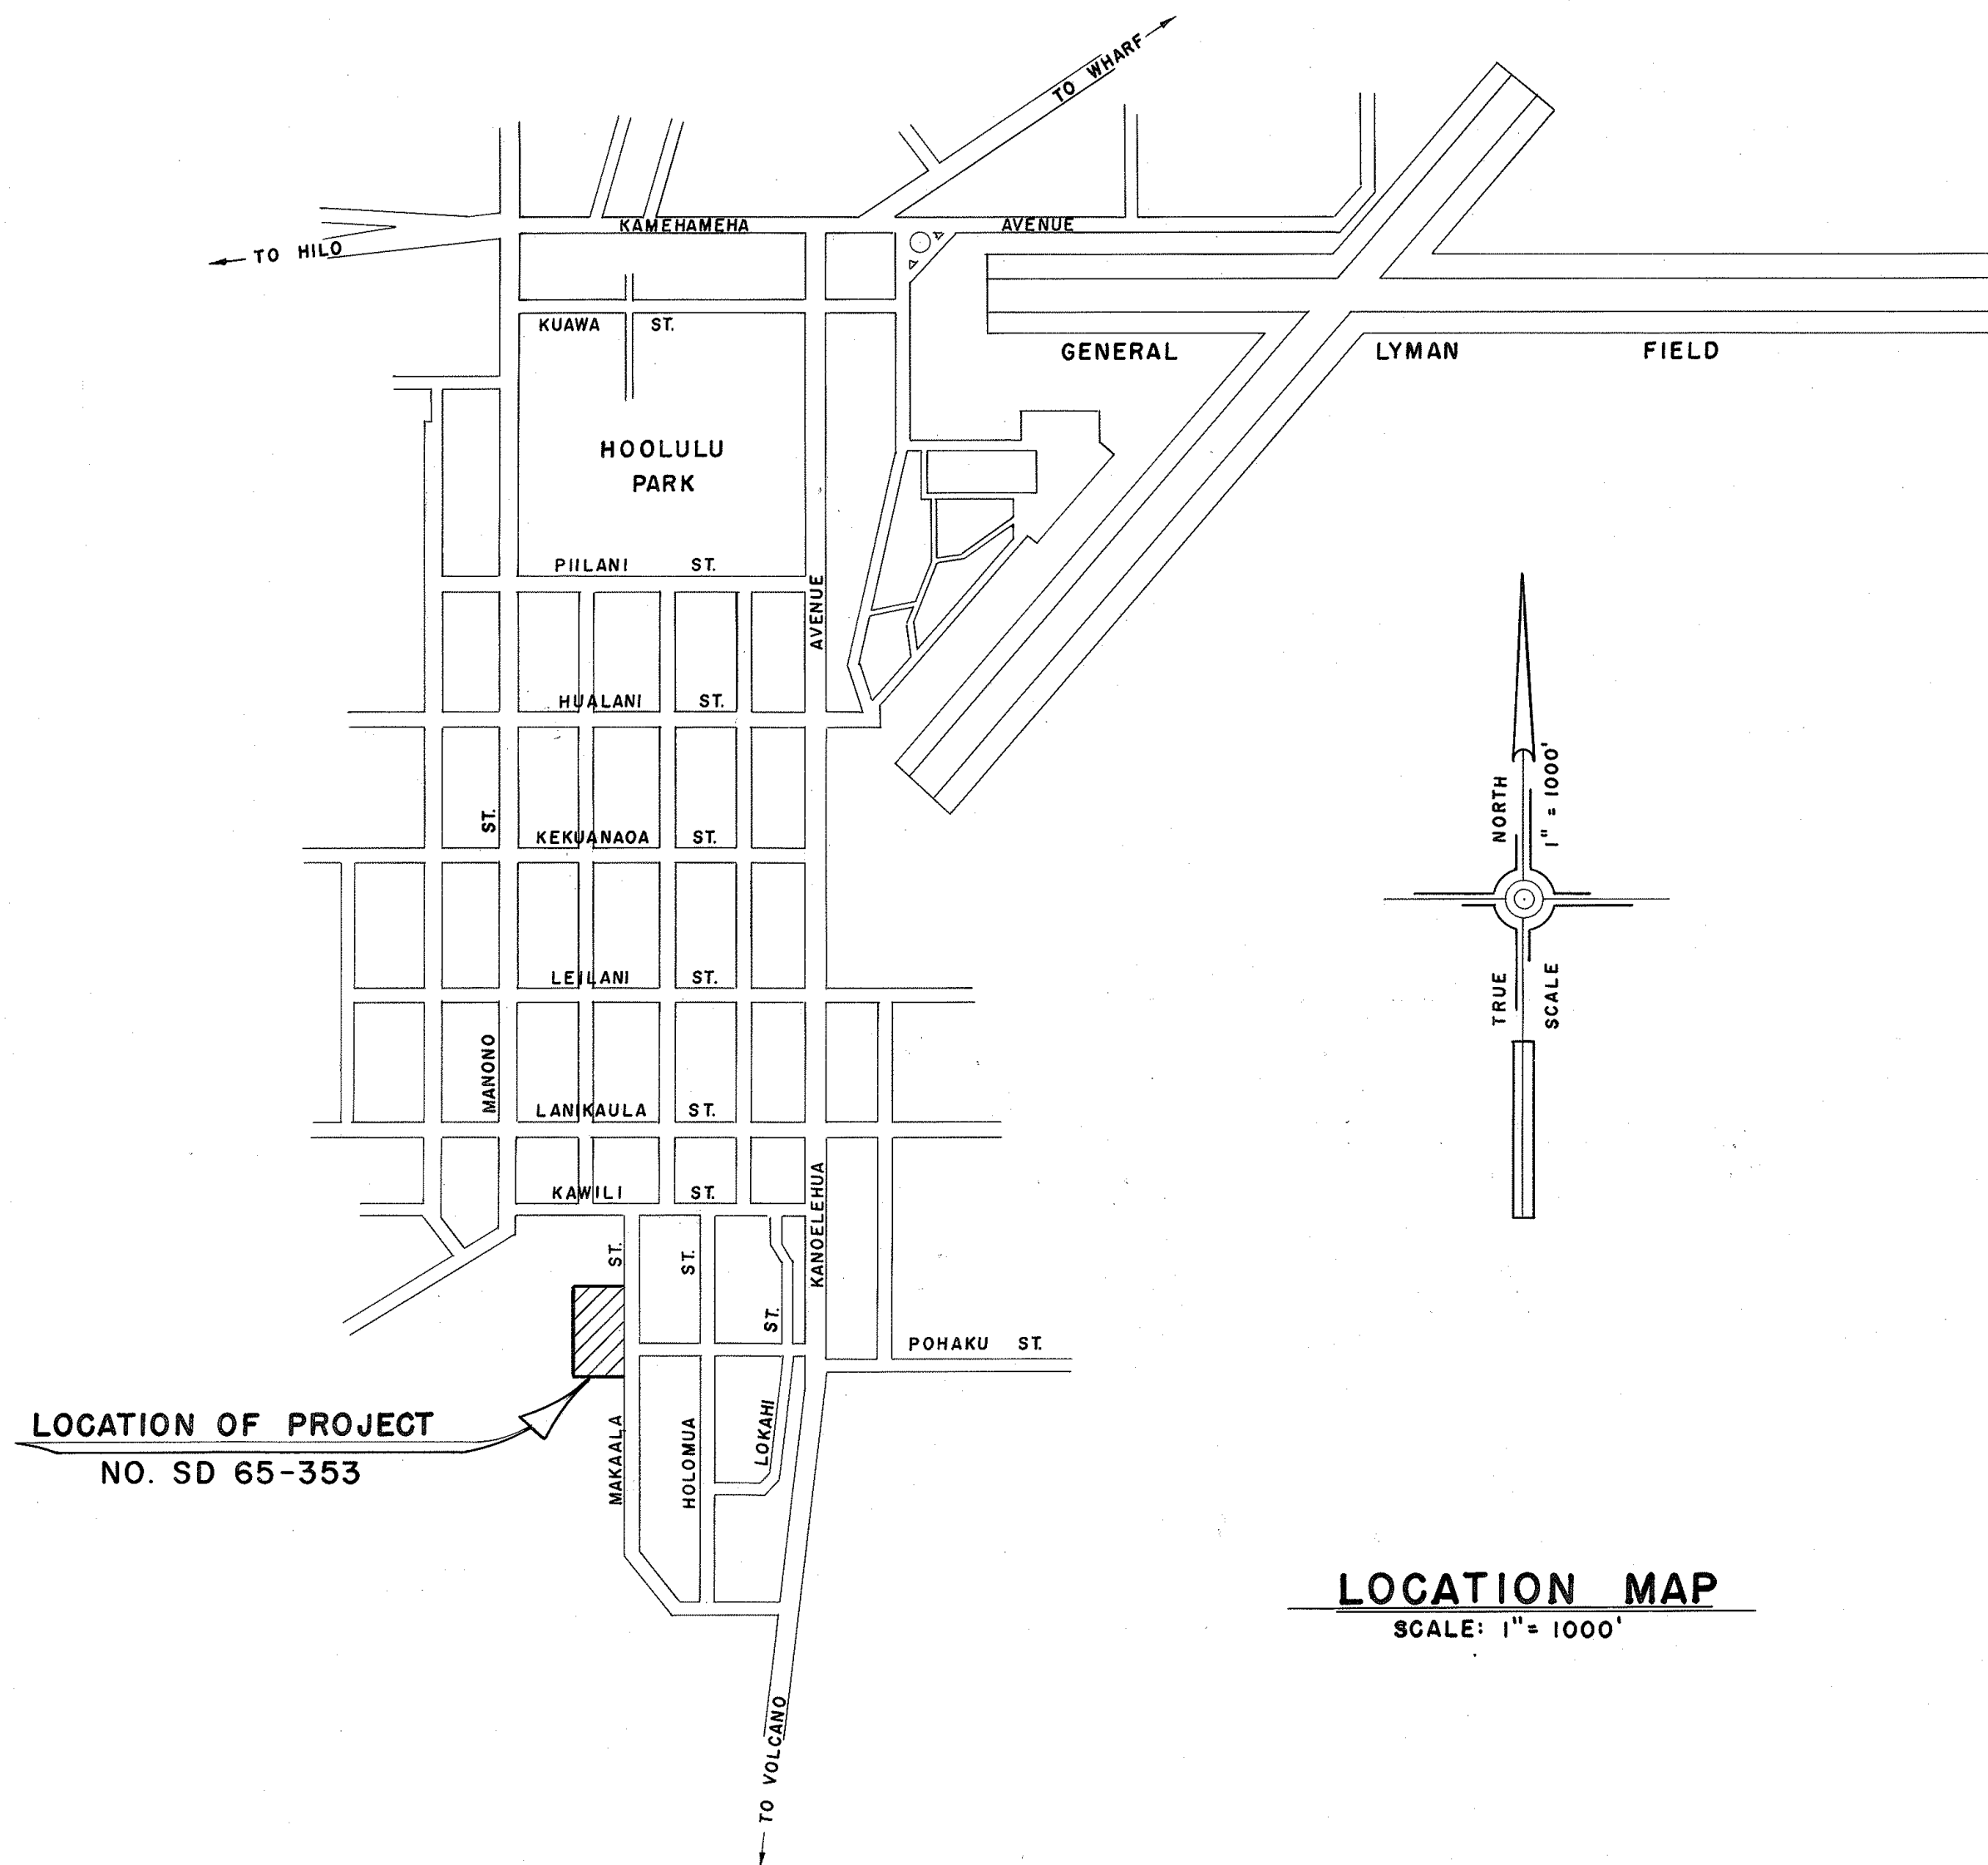 TO WHARF
KAMEHAMEHA AVENUE
TO HILO
KUAWA ST.
GENERAL LYMAN FIELD
HOOLULU
PARK
PIILANI ST.
AVENUE
HUALANI ST.
ST.
KEKUANAOA ST.
TRUE NORTH
SCALE 1" = 1000'
LEILANI ST.
MANONO
LANIKAULA ST.
KAWILI ST.
KANOELEHUA
ST.
ST.
ST.
POHAKU ST.
LOCATION OF PROJECT
NO. SD 65-353
MAKAALA
HOLOMUA
LOKAHI
LOCATION MAP
SCALE: 1" = 1000'
TO VOLCANO